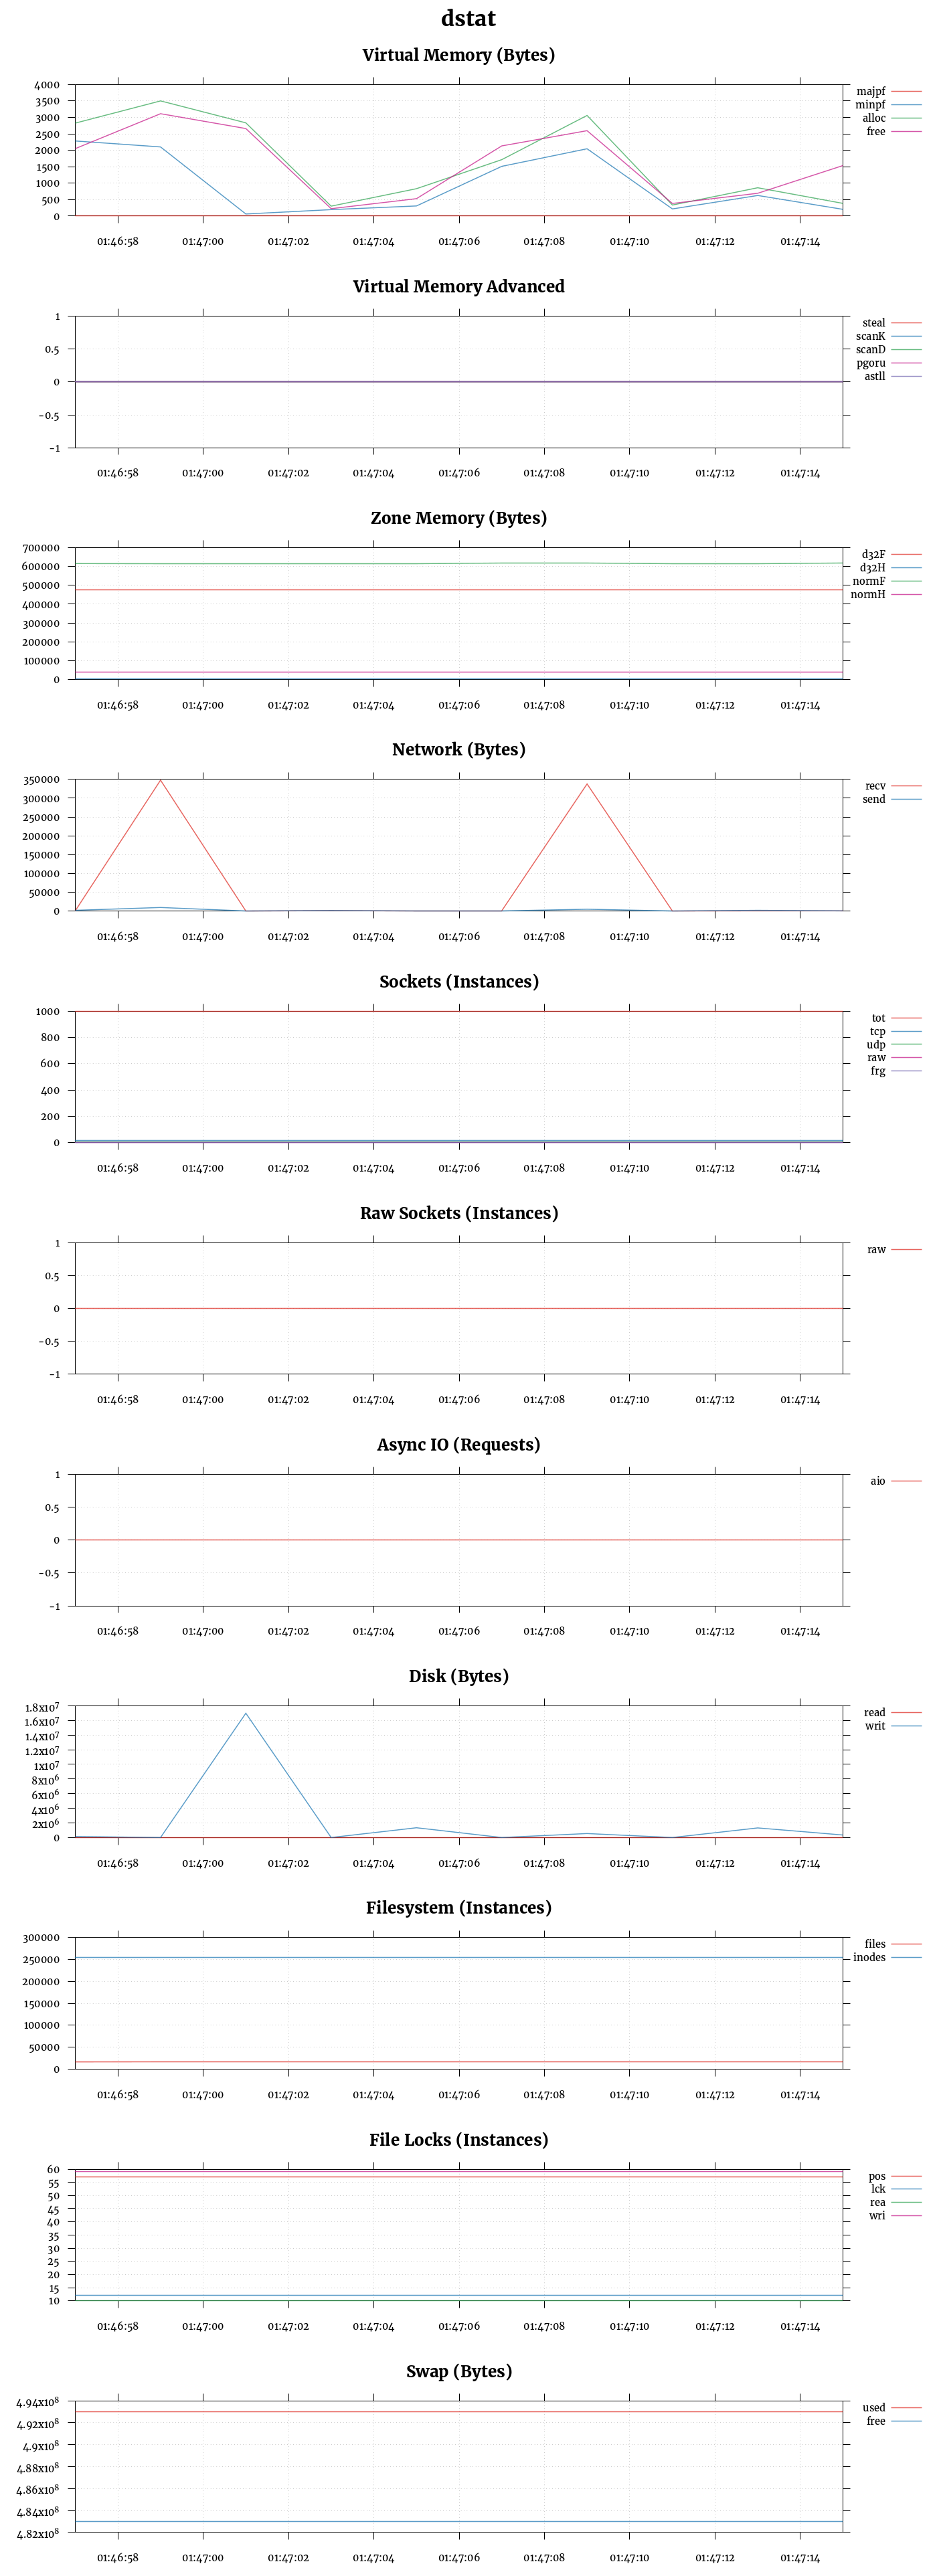 dstat
Virtual Memory (Bytes)
4000
3500
3000
2500
2000
1500
1000
500
0
majpf
minpf
alloc
free
01:46:58 01:47:00 01:47:02 01:47:04 01:47:06 01:47:08 01:47:10 01:47:12 01:47:14
Virtual Memory Advanced
1
0.5
0
-0.5
-1
steal
scanK
scanD
pgoru
astll
01:46:58 01:47:00 01:47:02 01:47:04 01:47:06 01:47:08 01:47:10 01:47:12 01:47:14
Zone Memory (Bytes)
700000
600000
500000
400000
300000
200000
100000
0
d32F
d32H
normF
normH
01:46:58 01:47:00 01:47:02 01:47:04 01:47:06 01:47:08 01:47:10 01:47:12 01:47:14
Network (Bytes)
350000
300000
250000
200000
150000
100000
50000
0
recv
send
01:46:58 01:47:00 01:47:02 01:47:04 01:47:06 01:47:08 01:47:10 01:47:12 01:47:14
Sockets (Instances)
1000
800
600
400
200
0
tot
tcp
udp
raw
frg
01:46:58 01:47:00 01:47:02 01:47:04 01:47:06 01:47:08 01:47:10 01:47:12 01:47:14
Raw Sockets (Instances)
1
0.5
0
-0.5
-1
raw
01:46:58 01:47:00 01:47:02 01:47:04 01:47:06 01:47:08 01:47:10 01:47:12 01:47:14
Async IO (Requests)
1
0.5
0
-0.5
-1
aio
01:46:58 01:47:00 01:47:02 01:47:04 01:47:06 01:47:08 01:47:10 01:47:12 01:47:14
Disk (Bytes)
1.8x10⁷
1.6x10⁷
1.4x10⁷
1.2x10⁷
1x10⁷
8x10⁶
6x10⁶
4x10⁶
2x10⁶
0
read
writ
01:46:58 01:47:00 01:47:02 01:47:04 01:47:06 01:47:08 01:47:10 01:47:12 01:47:14
Filesystem (Instances)
300000
250000
200000
150000
100000
50000
0
files
inodes
01:46:58 01:47:00 01:47:02 01:47:04 01:47:06 01:47:08 01:47:10 01:47:12 01:47:14
File Locks (Instances)
60
55
50
45
40
35
30
25
20
15
10
pos
lck
rea
wri
01:46:58 01:47:00 01:47:02 01:47:04 01:47:06 01:47:08 01:47:10 01:47:12 01:47:14
Swap (Bytes)
4.94x10⁸
4.92x10⁸
4.9x10⁸
4.88x10⁸
4.86x10⁸
4.84x10⁸
4.82x10⁸
used
free
01:46:58 01:47:00 01:47:02 01:47:04 01:47:06 01:47:08 01:47:10 01:47:12 01:47:14